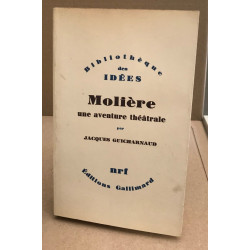 Bibliothèque
des
IDÉES
Molière
une aventure théâtrale
par
JACQUES GUICHARNAUD
nrf
Éditions Gallimard